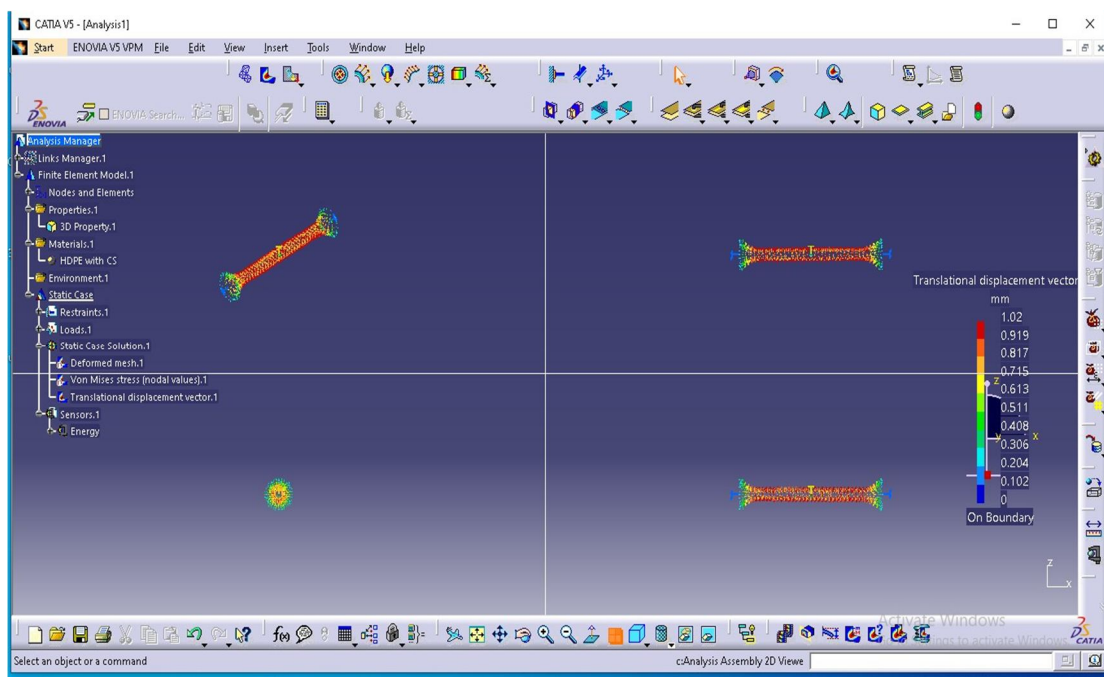 CATIA V5 - [Analysis1]
Start ENOVIA V5 VPM File Edit View Insert Tools Window Help
ENOVIA ENOVIA Search...
Analysis Manager
Links Manager.1
Finite Element Model.1
Nodes and Elements
Properties.1
3D Property.1
Materials.1
HDPE with CS
Environment.1
Static Case
Restraints.1
Loads.1
Static Case Solution.1
Deformed mesh.1
Von Mises stress (nodal values).1
Translational displacement vector.1
Sensors.1
Energy
Translational displacement vector
mm
1.02
0.919
0.817
0.715
0.613
0.511
0.408
0.306
0.204
0.102
0
On Boundary
z
y
x
z
x
f(x)
Activate Windows
CATIA
Select an object or a command
c:Analysis Assembly 2D Viewe